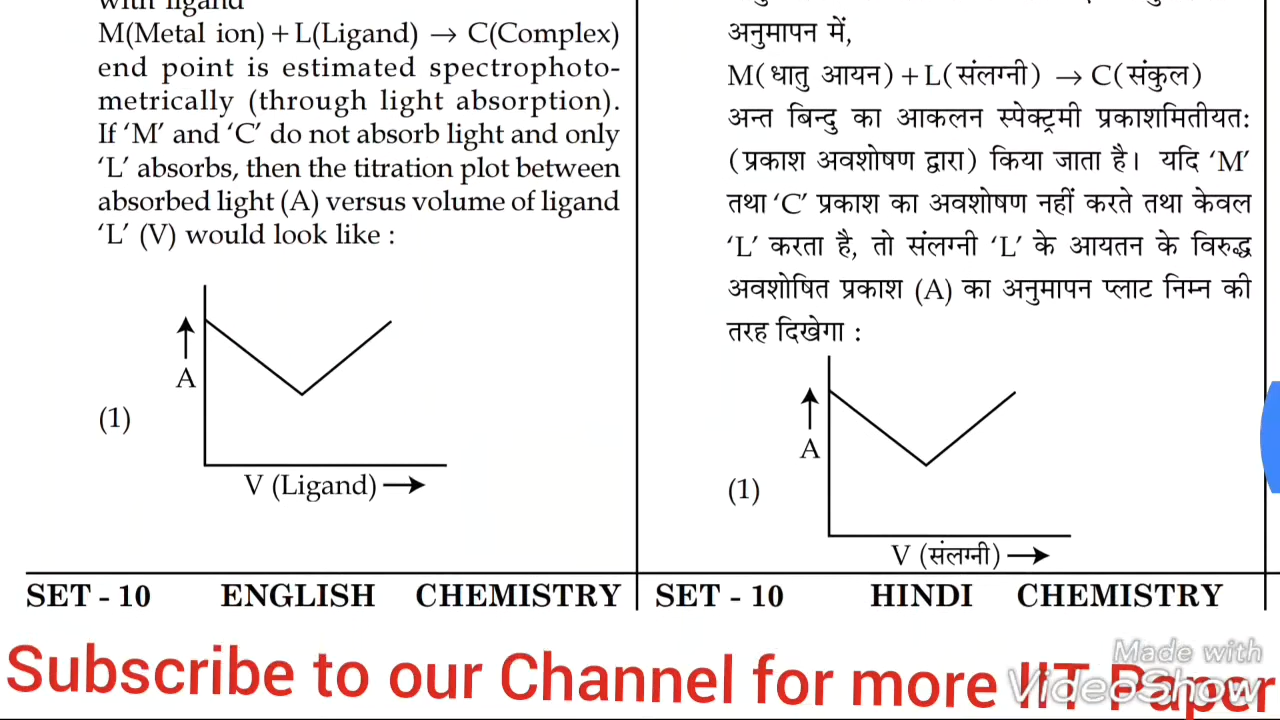 with ligand
M(Metal ion) + L(Ligand) → C(Complex)
end point is estimated spectrophoto-
metrically (through light absorption).
If ‘M’ and ‘C’ do not absorb light and only
‘L’ absorbs, then the titration plot between
absorbed light (A) versus volume of ligand
‘L’ (V) would look like :
A
(1)
V (Ligand)
अनुमापन में,
M(धातु आयन) + L(संलग्नी) → C(संकुल)
अन्त बिन्दु का आकलन स्पेक्ट्रमी प्रकाशमितीयत:
(प्रकाश अवशोषण द्वारा) किया जाता है। यदि ‘M’
तथा ‘C’ प्रकाश का अवशोषण नहीं करते तथा केवल
‘L’ करता है, तो संलग्नी ‘L’ के आयतन के विरुद्ध
अवशोषित प्रकाश (A) का अनुमापन प्लाट निम्न की
तरह दिखेगा :
A
(1)
V (संलग्नी)
SET - 10 ENGLISH CHEMISTRY
SET - 10 HINDI CHEMISTRY
Subscribe to our Channel for more IIT Paper
Made with
VideoShow